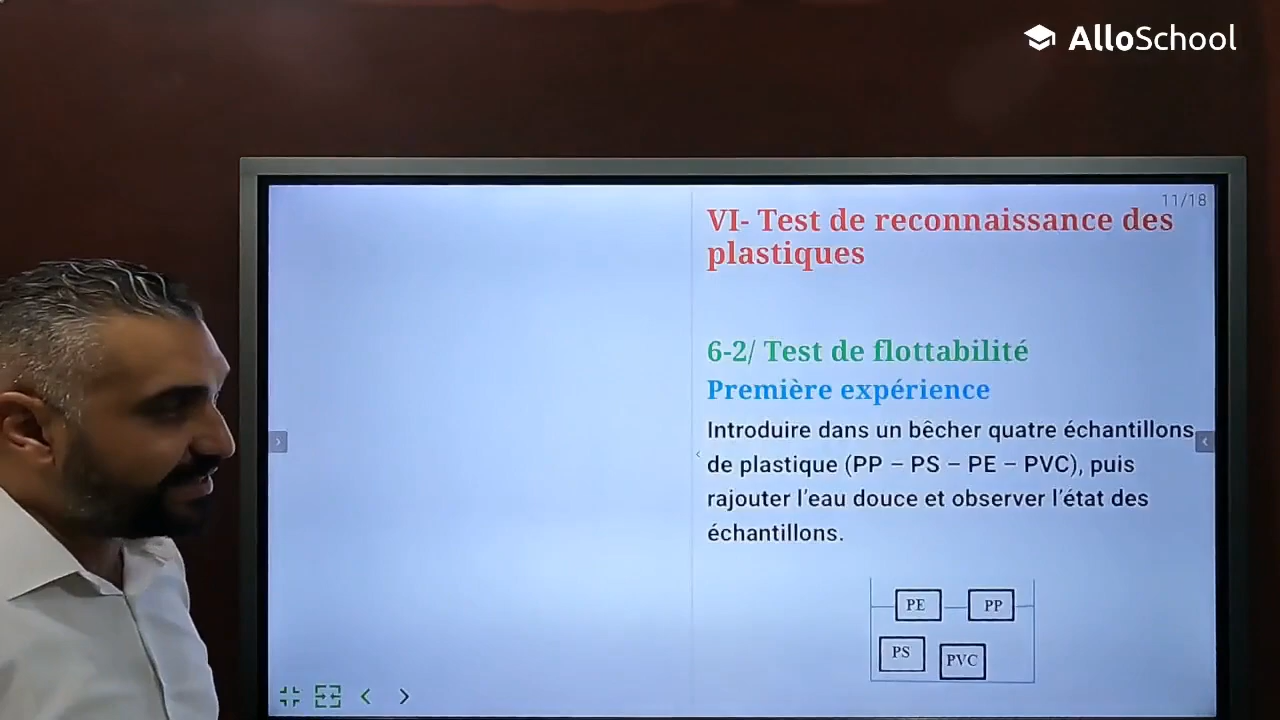 AlloSchool
11/18
VI- Test de reconnaissance des
plastiques
6-2/ Test de flottabilité
Première expérience
Introduire dans un bêcher quatre échantillons
de plastique (PP – PS – PE – PVC), puis
rajouter l’eau douce et observer l’état des
échantillons.
PE
PP
PS
PVC